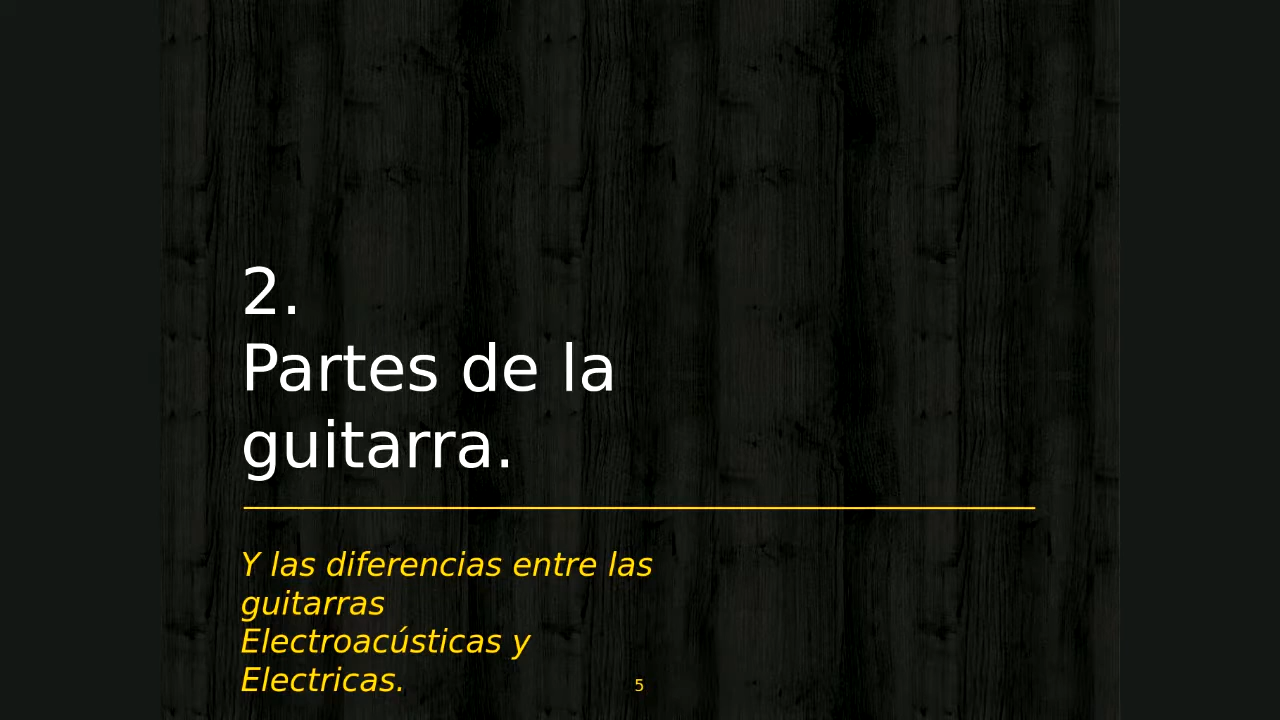 2.
Partes de la
guitarra.
Y las diferencias entre las
guitarras
Electroacústicas y
Electricas.
5